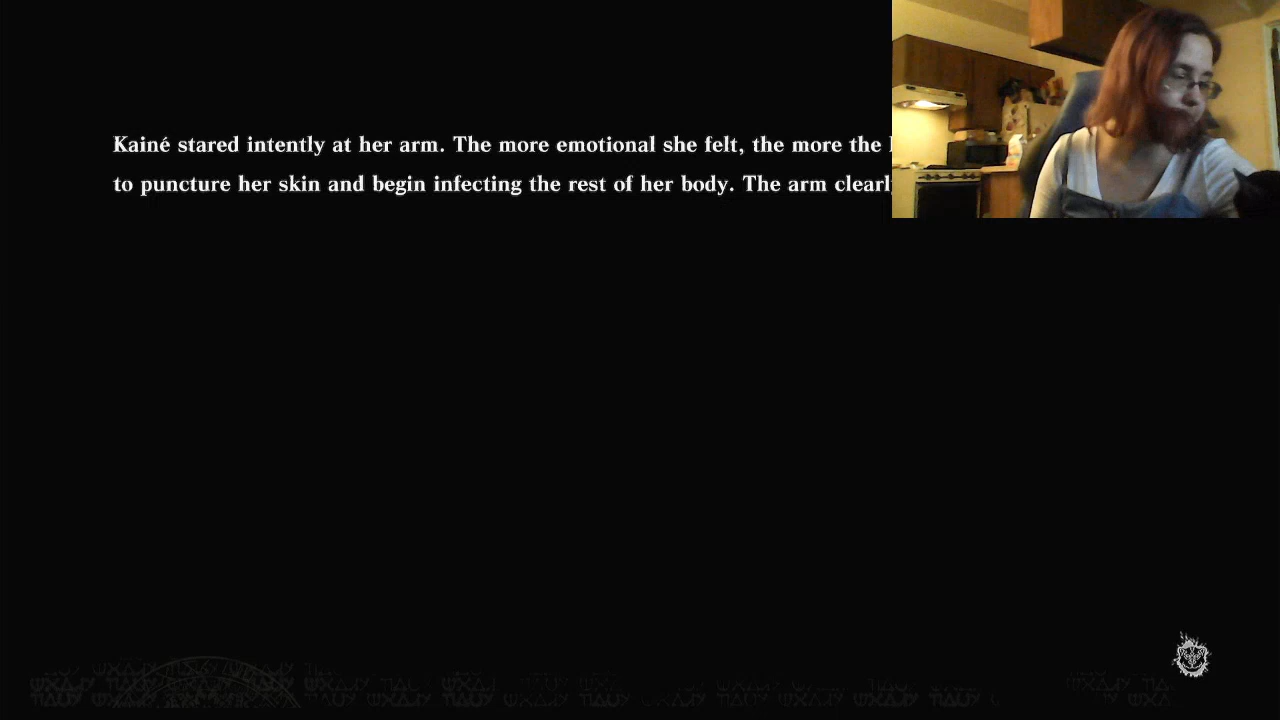 Kainé stared intently at her arm. The more emotional she felt, the more the
to puncture her skin and begin infecting the rest of her body. The arm